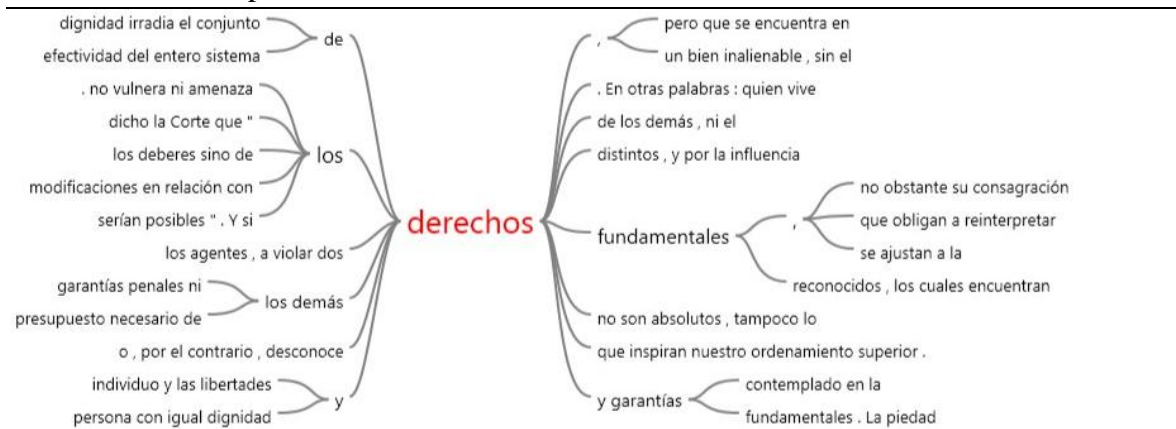 dignidad irradia el conjunto
efectividad del entero sistema
de
. no vulnera ni amenaza
dicho la Corte que "
los deberes sino de
modificaciones en relación con
serían posibles " . Y si
los
los agentes , a violar dos
garantías penales ni
presupuesto necesario de
los demás
o , por el contrario , desconoce
individuo y las libertades
persona con igual dignidad
y
derechos
,
pero que se encuentra en
un bien inalienable , sin el
. En otras palabras : quien vive
de los demás , ni el
distintos , y por la influencia
fundamentales
,
no obstante su consagración
que obligan a reinterpretar
se ajustan a la
reconocidos , los cuales encuentran
no son absolutos , tampoco lo
que inspiran nuestro ordenamiento superior .
y garantías
contemplado en la
fundamentales . La piedad